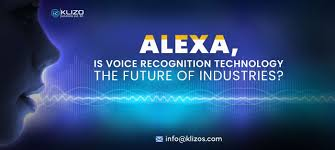 KLIZO
ALEXA,
IS VOICE RECOGNITION TECHNOLOGY
THE FUTURE OF INDUSTRIES?
info@klizos.com